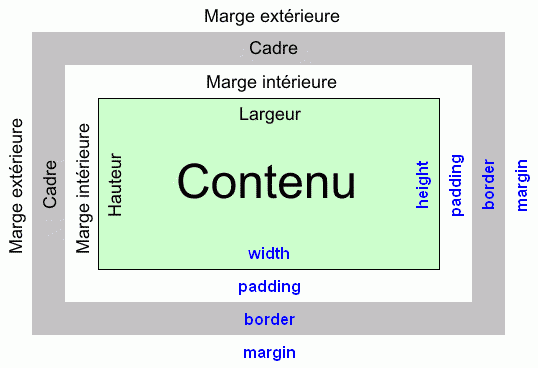 Marge extérieure
Cadre
Marge intérieure
Largeur
Marge extérieure
Cadre
Marge intérieure
Hauteur
Contenu
height
padding
border
margin
width
padding
border
margin